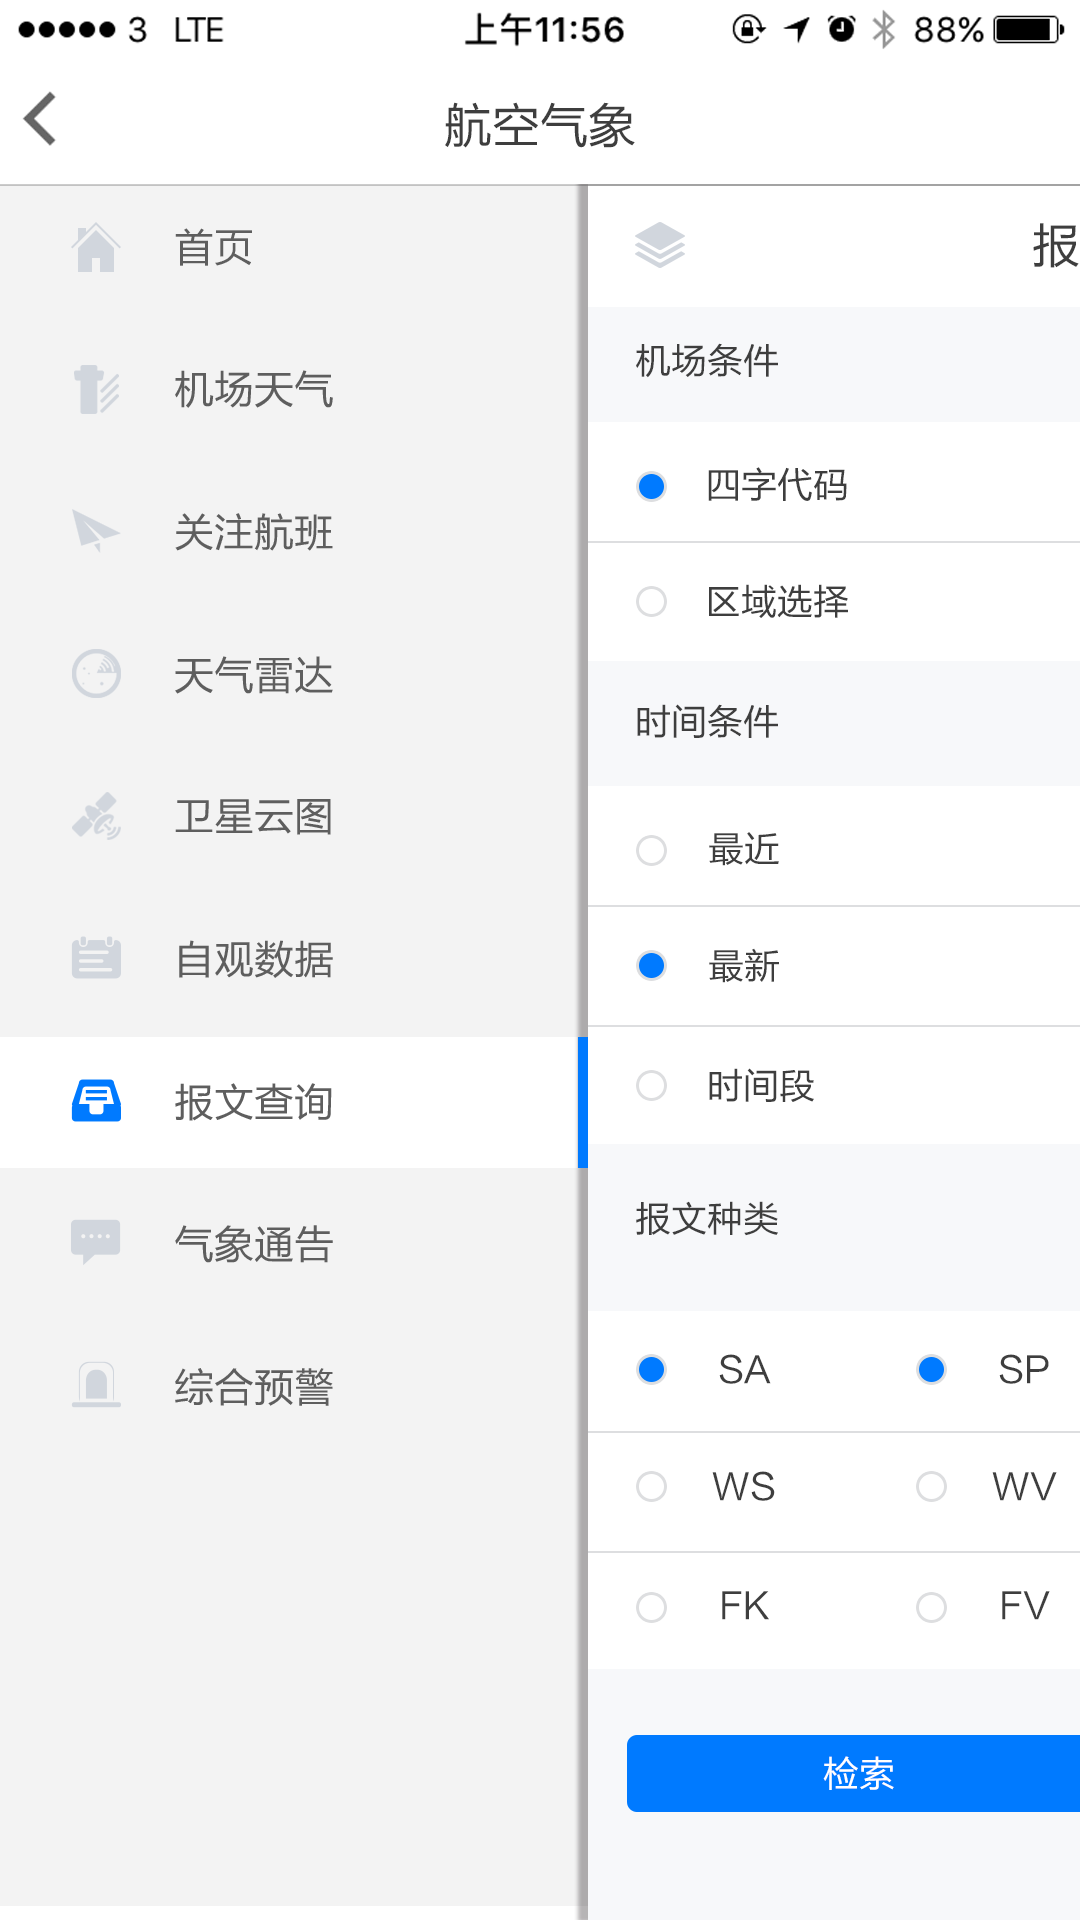 3 LTE 上午11:56 88%
航空气象
首页
机场天气
关注航班
天气雷达
卫星云图
自观数据
报文查询
气象通告
综合预警
报
机场条件
四字代码
区域选择
时间条件
最近
最新
时间段
报文种类
SA SP
WS WV
FK FV
检索